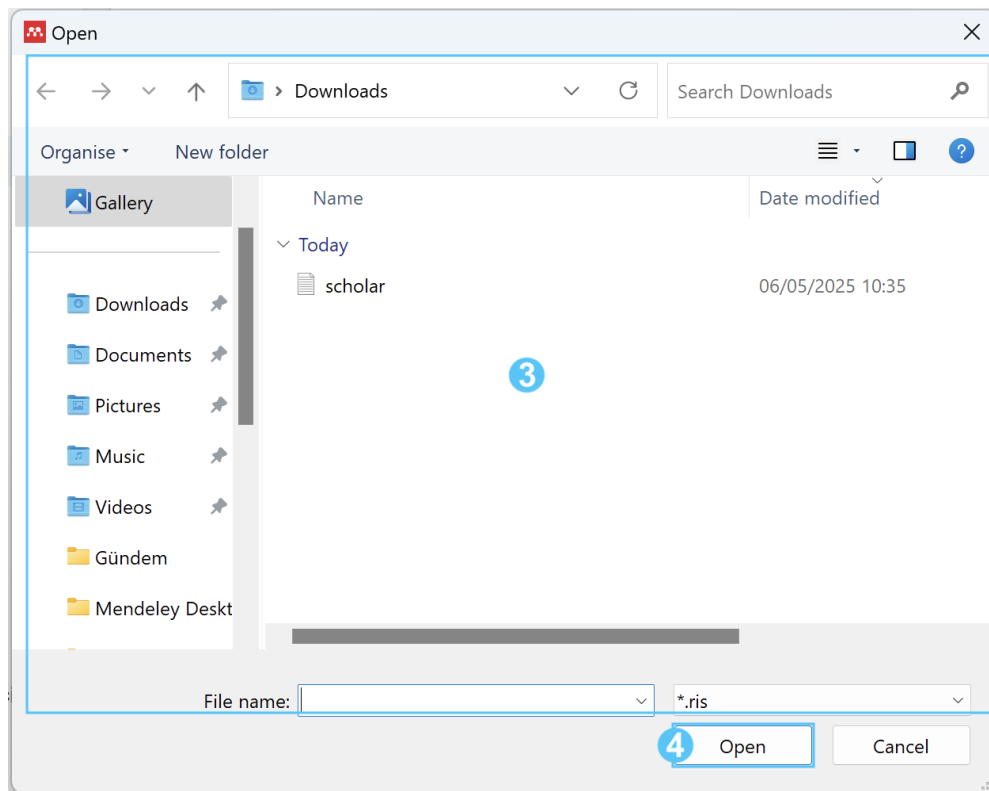 Open
Downloads
Search Downloads
Organise
New folder
?
Gallery
Name
Date modified
Today
Downloads
scholar
06/05/2025 10:35
Documents
3
Pictures
Music
Videos
Gündem
Mendeley Deskt
File name:
*.ris
4
Open
Cancel